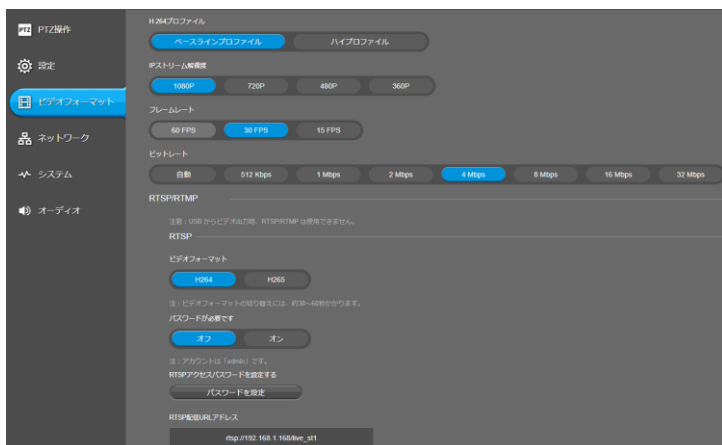 PTZ PTZ操作
設定
ビデオフォーマット
ネットワーク
システム
オーディオ
H.264プロファイル
ベースラインプロファイル ハイプロファイル
IPストリーム解像度
1080P 720P 480P 360P
フレームレート
60 FPS 30 FPS 15 FPS
ビットレート
自動 512 Kbps 1 Mbps 2 Mbps 4 Mbps 8 Mbps 16 Mbps 32 Mbps
RTSP/RTMP
注意：USB からビデオ出力時、RTSP/RTMP は使用できません。
RTSP
ビデオフォーマット
H264 H265
注：ビデオフォーマットの切り替えには、約30～60秒かかります。
パスワードが必要です
オフ オン
注：アカウントは「admin」です。
RTSPアクセスパスワードを設定する
パスワードを設定
RTSP配信URLアドレス
rtsp://192.168.1.168/live_st1